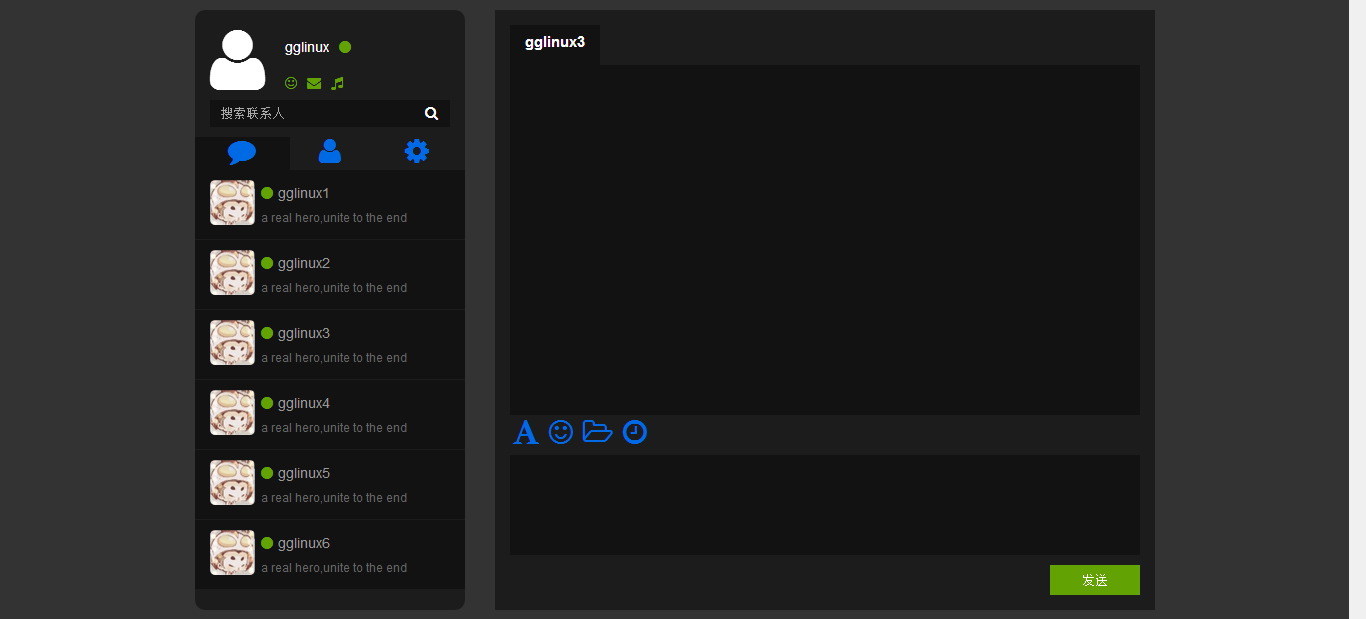 gglinux
搜索联系人
gglinux1
a real hero,unite to the end
gglinux2
a real hero,unite to the end
gglinux3
a real hero,unite to the end
gglinux4
a real hero,unite to the end
gglinux5
a real hero,unite to the end
gglinux6
a real hero,unite to the end
gglinux3
发送